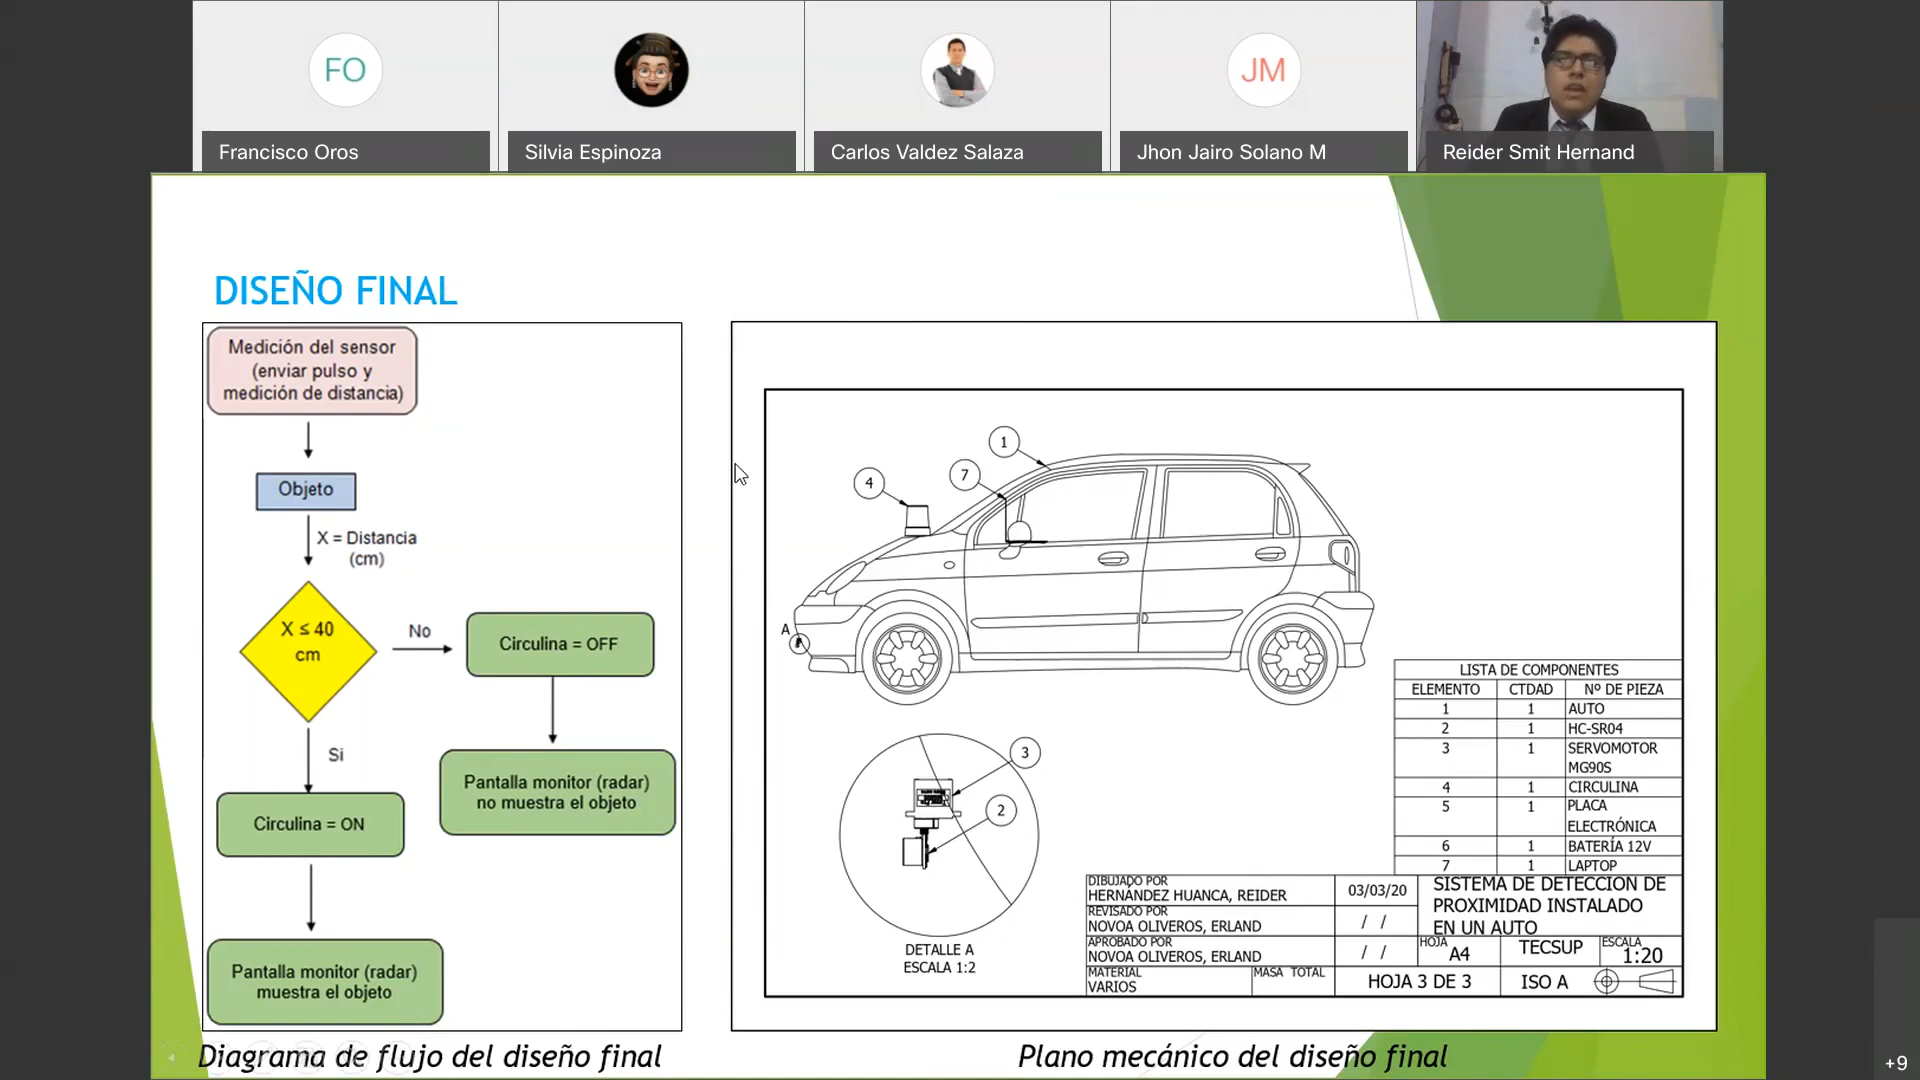 FO
JM
Francisco Oros
Silvia Espinoza
Carlos Valdez Salaza
Jhon Jairo Solano M
Reider Smit Hernand
DISEÑO FINAL
Medición del sensor
(enviar pulso y
medición de distancia)
Objeto
X = Distancia
(cm)
X ≤ 40
cm
No
Circulina = OFF
Si
Pantalla monitor (radar)
no muestra el objeto
Circulina = ON
Pantalla monitor (radar)
muestra el objeto
Diagrama de flujo del diseño final
1
7
4
A
3
2
DETALLE A
ESCALA 1:2
LISTA DE COMPONENTES
ELEMENTO CTDAD Nº DE PIEZA
1 1 AUTO
2 1 HC-SR04
3 1 SERVOMOTOR
MG90S
4 1 CIRCULINA
5 1 PLACA
ELECTRÓNICA
6 1 BATERÍA 12V
7 1 LAPTOP
DIBUJADO POR
HERNÁNDEZ HUANCA, REIDER
03/03/20
REVISADO POR
NOVOA OLIVEROS, ERLAND
/ /
APROBADO POR
NOVOA OLIVEROS, ERLAND
/ /
MATERIAL
VARIOS
MASA TOTAL
SISTEMA DE DETECCION DE
PROXIMIDAD INSTALADO
EN UN AUTO
HOJA
A4
TECSUP
ESCALA
1:20
HOJA 3 DE 3
ISO A
Plano mecánico del diseño final
+9